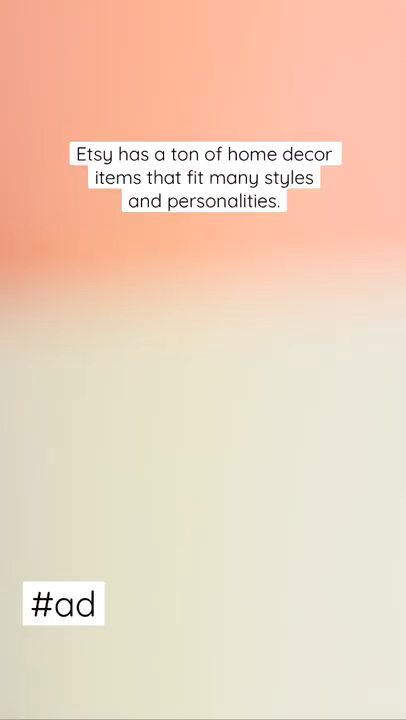 Etsy has a ton of home decor
items that fit many styles
and personalities.
#ad